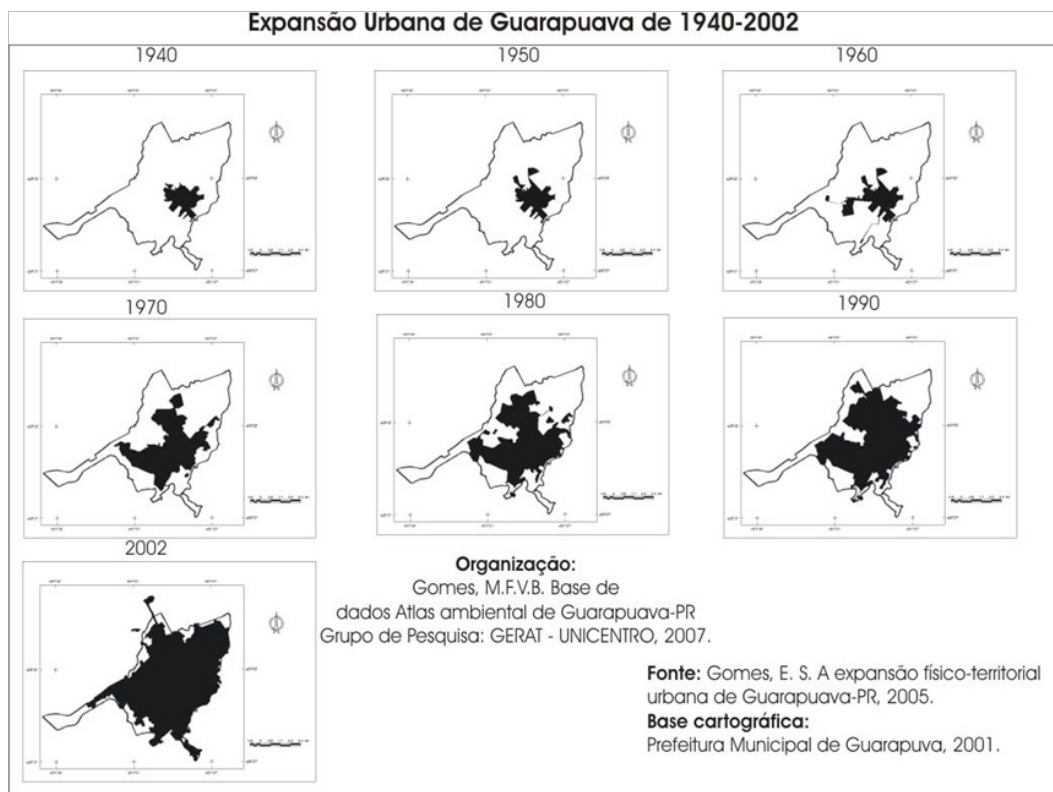 Expansão Urbana de Guarapuava de 1940-2002
1940
1950
1960
1970
1980
1990
2002
Organização:
Gomes, M.F.V.B. Base de
dados Atlas ambiental de Guarapuava-PR
Grupo de Pesquisa: GERAT - UNICENTRO, 2007.
Fonte: Gomes, E. S. A expansão físico-territorial
urbana de Guarapuava-PR, 2005.
Base cartográfica:
Prefeitura Municipal de Guarapuva, 2001.